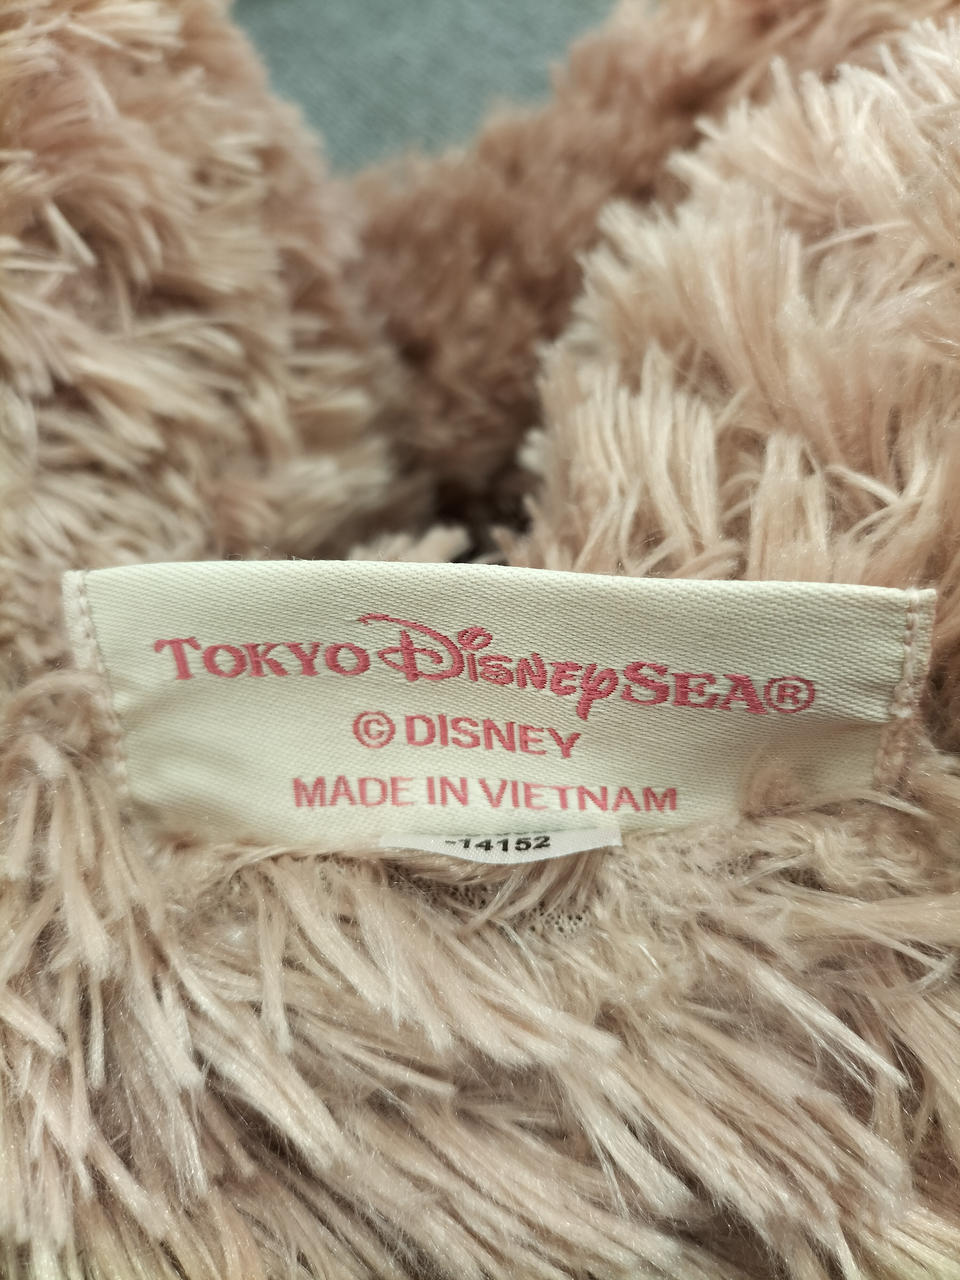 TOKYO DISNEYSEA®
© DISNEY
MADE IN VIETNAM
-14152